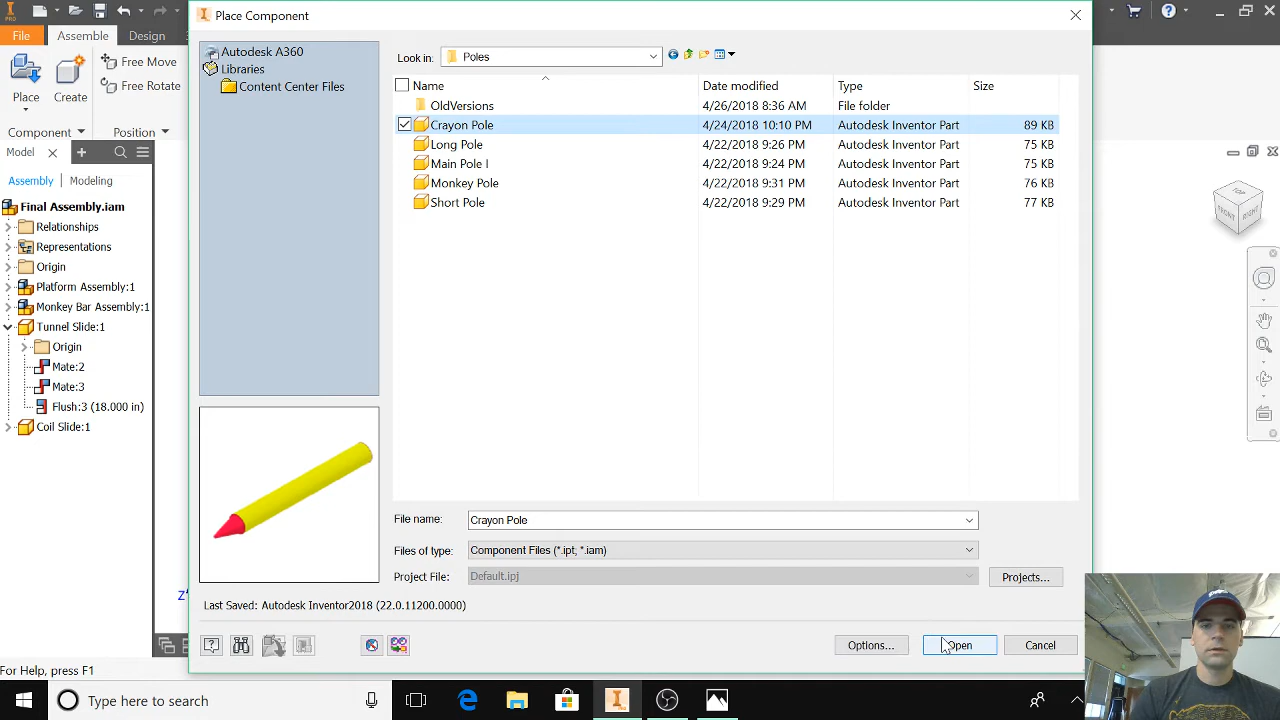 PRO
Place Component
File
Assemble
Design
Place
Create
Free Move
Free Rotate
Component
Position
Model
Assembly
Modeling
Final Assembly.iam
Relationships
Representations
Origin
Platform Assembly:1
Monkey Bar Assembly:1
Tunnel Slide:1
Origin
Mate:2
Mate:3
Flush:3 (18.000 in)
Coil Slide:1
For Help, press F1
Autodesk A360
Libraries
Content Center Files
Look in:
Poles
Name
Date modified
Type
Size
OldVersions
4/26/2018 8:36 AM
File folder
Crayon Pole
4/24/2018 10:10 PM
Autodesk Inventor Part
89 KB
Long Pole
4/22/2018 9:26 PM
Autodesk Inventor Part
75 KB
Main Pole I
4/22/2018 9:24 PM
Autodesk Inventor Part
75 KB
Monkey Pole
4/22/2018 9:31 PM
Autodesk Inventor Part
76 KB
Short Pole
4/22/2018 9:29 PM
Autodesk Inventor Part
77 KB
File name:
Crayon Pole
Files of type:
Component Files (*.ipt; *.iam)
Project File:
Default.ipj
Projects...
Last Saved: Autodesk Inventor2018 (22.0.11200.0000)
Options...
Open
Cancel
TOP
FRONT
RIGHT
Z
Type here to search